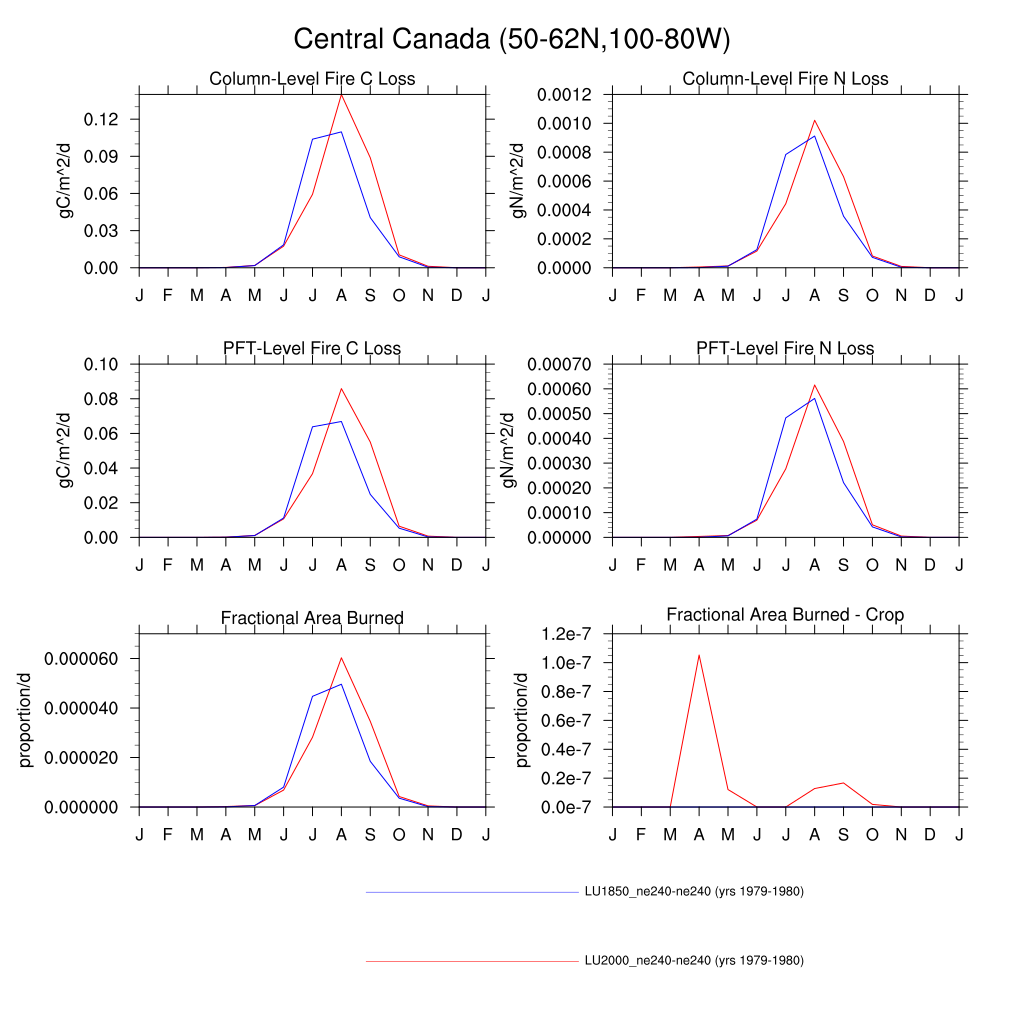 Central Canada (50-62N,100-80W)
Column-Level Fire C Loss
gC/m^2/d
0.12
0.09
0.06
0.03
0.00
J F M A M J J A S O N D J
Column-Level Fire N Loss
gN/m^2/d
0.0012
0.0010
0.0008
0.0006
0.0004
0.0002
0.0000
J F M A M J J A S O N D J
PFT-Level Fire C Loss
gC/m^2/d
0.10
0.08
0.06
0.04
0.02
0.00
J F M A M J J A S O N D J
PFT-Level Fire N Loss
gN/m^2/d
0.00070
0.00060
0.00050
0.00040
0.00030
0.00020
0.00010
0.00000
J F M A M J J A S O N D J
Fractional Area Burned
proportion/d
0.000060
0.000040
0.000020
0.000000
J F M A M J J A S O N D J
Fractional Area Burned - Crop
proportion/d
1.2e-7
1.0e-7
0.8e-7
0.6e-7
0.4e-7
0.2e-7
0.0e-7
J F M A M J J A S O N D J
LU1850_ne240-ne240 (yrs 1979-1980)
LU2000_ne240-ne240 (yrs 1979-1980)